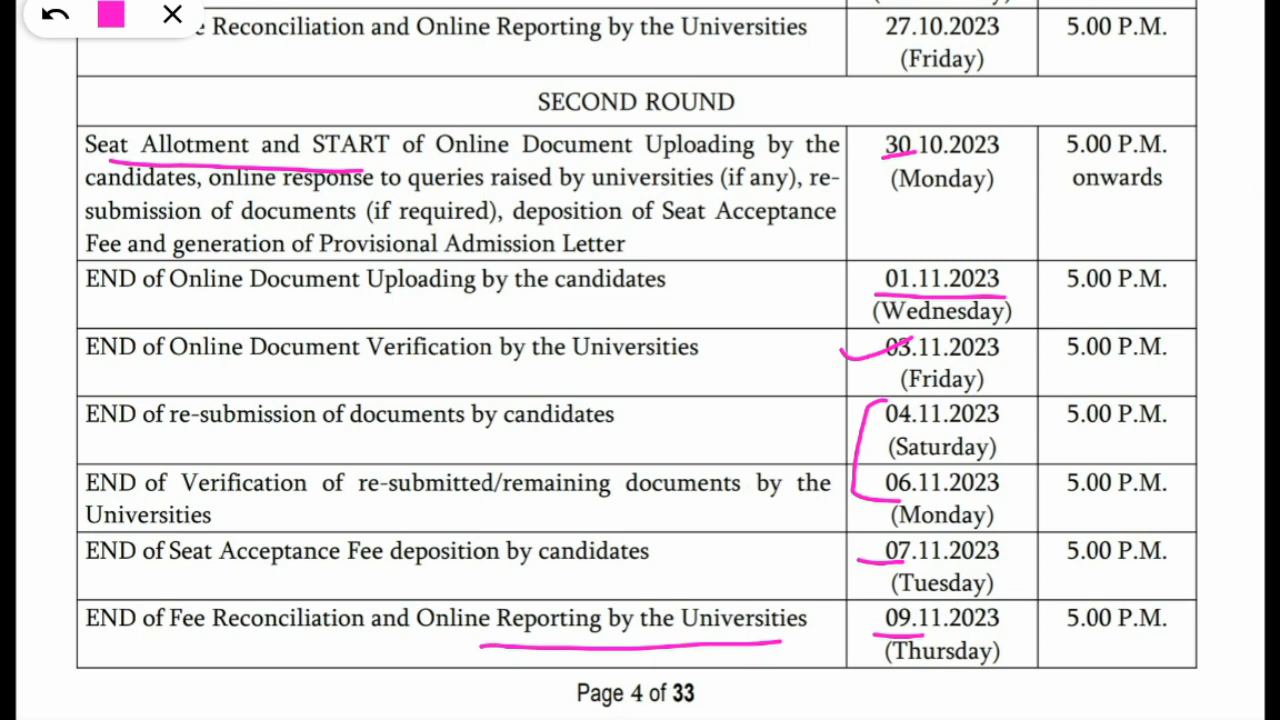 e Reconciliation and Online Reporting by the Universities 27.10.2023 5.00 P.M.
(Friday)
SECOND ROUND
Seat Allotment and START of Online Document Uploading by the 30.10.2023 5.00 P.M.
candidates, online response to queries raised by universities (if any), re- (Monday) onwards
submission of documents (if required), deposition of Seat Acceptance
Fee and generation of Provisional Admission Letter
END of Online Document Uploading by the candidates 01.11.2023 5.00 P.M.
(Wednesday)
END of Online Document Verification by the Universities 03.11.2023 5.00 P.M.
(Friday)
END of re-submission of documents by candidates 04.11.2023 5.00 P.M.
(Saturday)
END of Verification of re-submitted/remaining documents by the 06.11.2023 5.00 P.M.
Universities (Monday)
END of Seat Acceptance Fee deposition by candidates 07.11.2023 5.00 P.M.
(Tuesday)
END of Fee Reconciliation and Online Reporting by the Universities 09.11.2023 5.00 P.M.
(Thursday)
Page 4 of 33